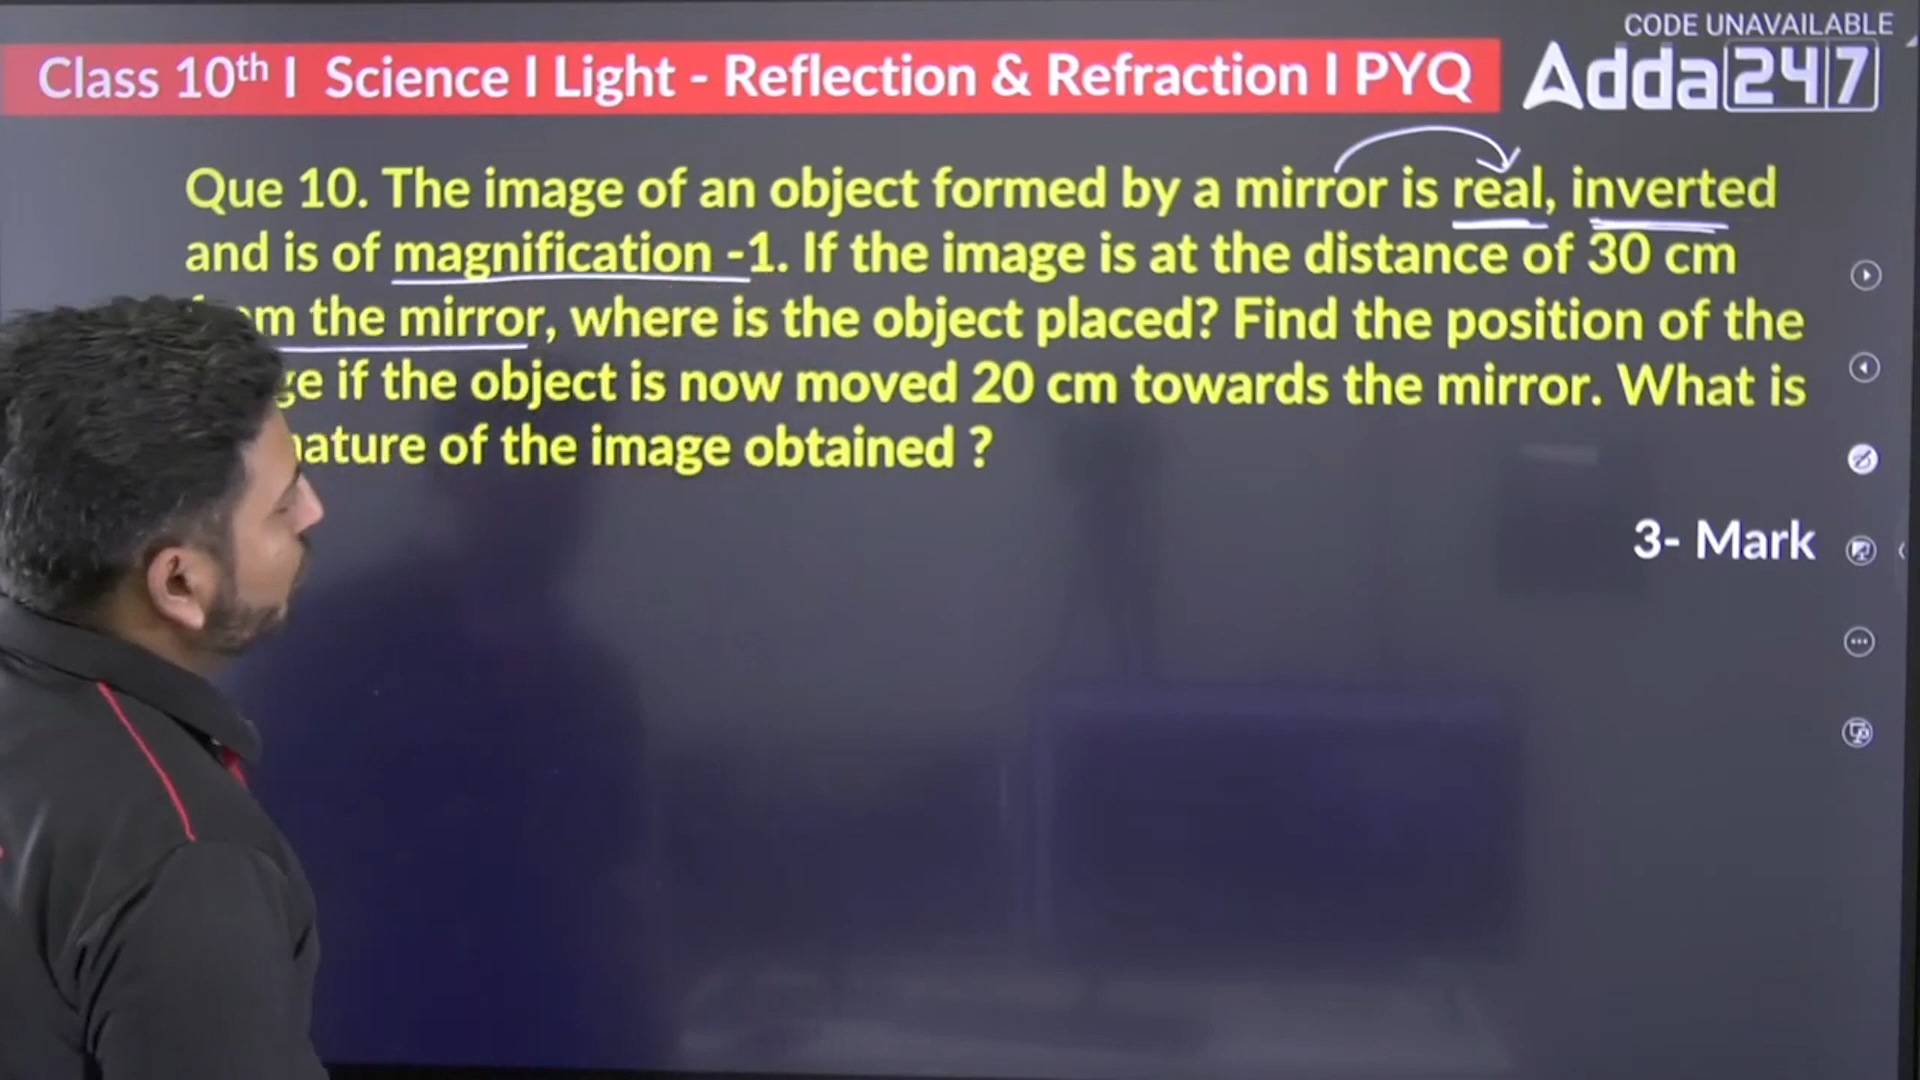 CODE UNAVAILABLE
Class 10th I Science I Light - Reflection & Refraction I PYQ
Adda247
Que 10. The image of an object formed by a mirror is real, inverted
and is of magnification -1. If the image is at the distance of 30 cm
the mirror, where is the object placed? Find the position of the
if the object is now moved 20 cm towards the mirror. What is
nature of the image obtained ?
3- Mark